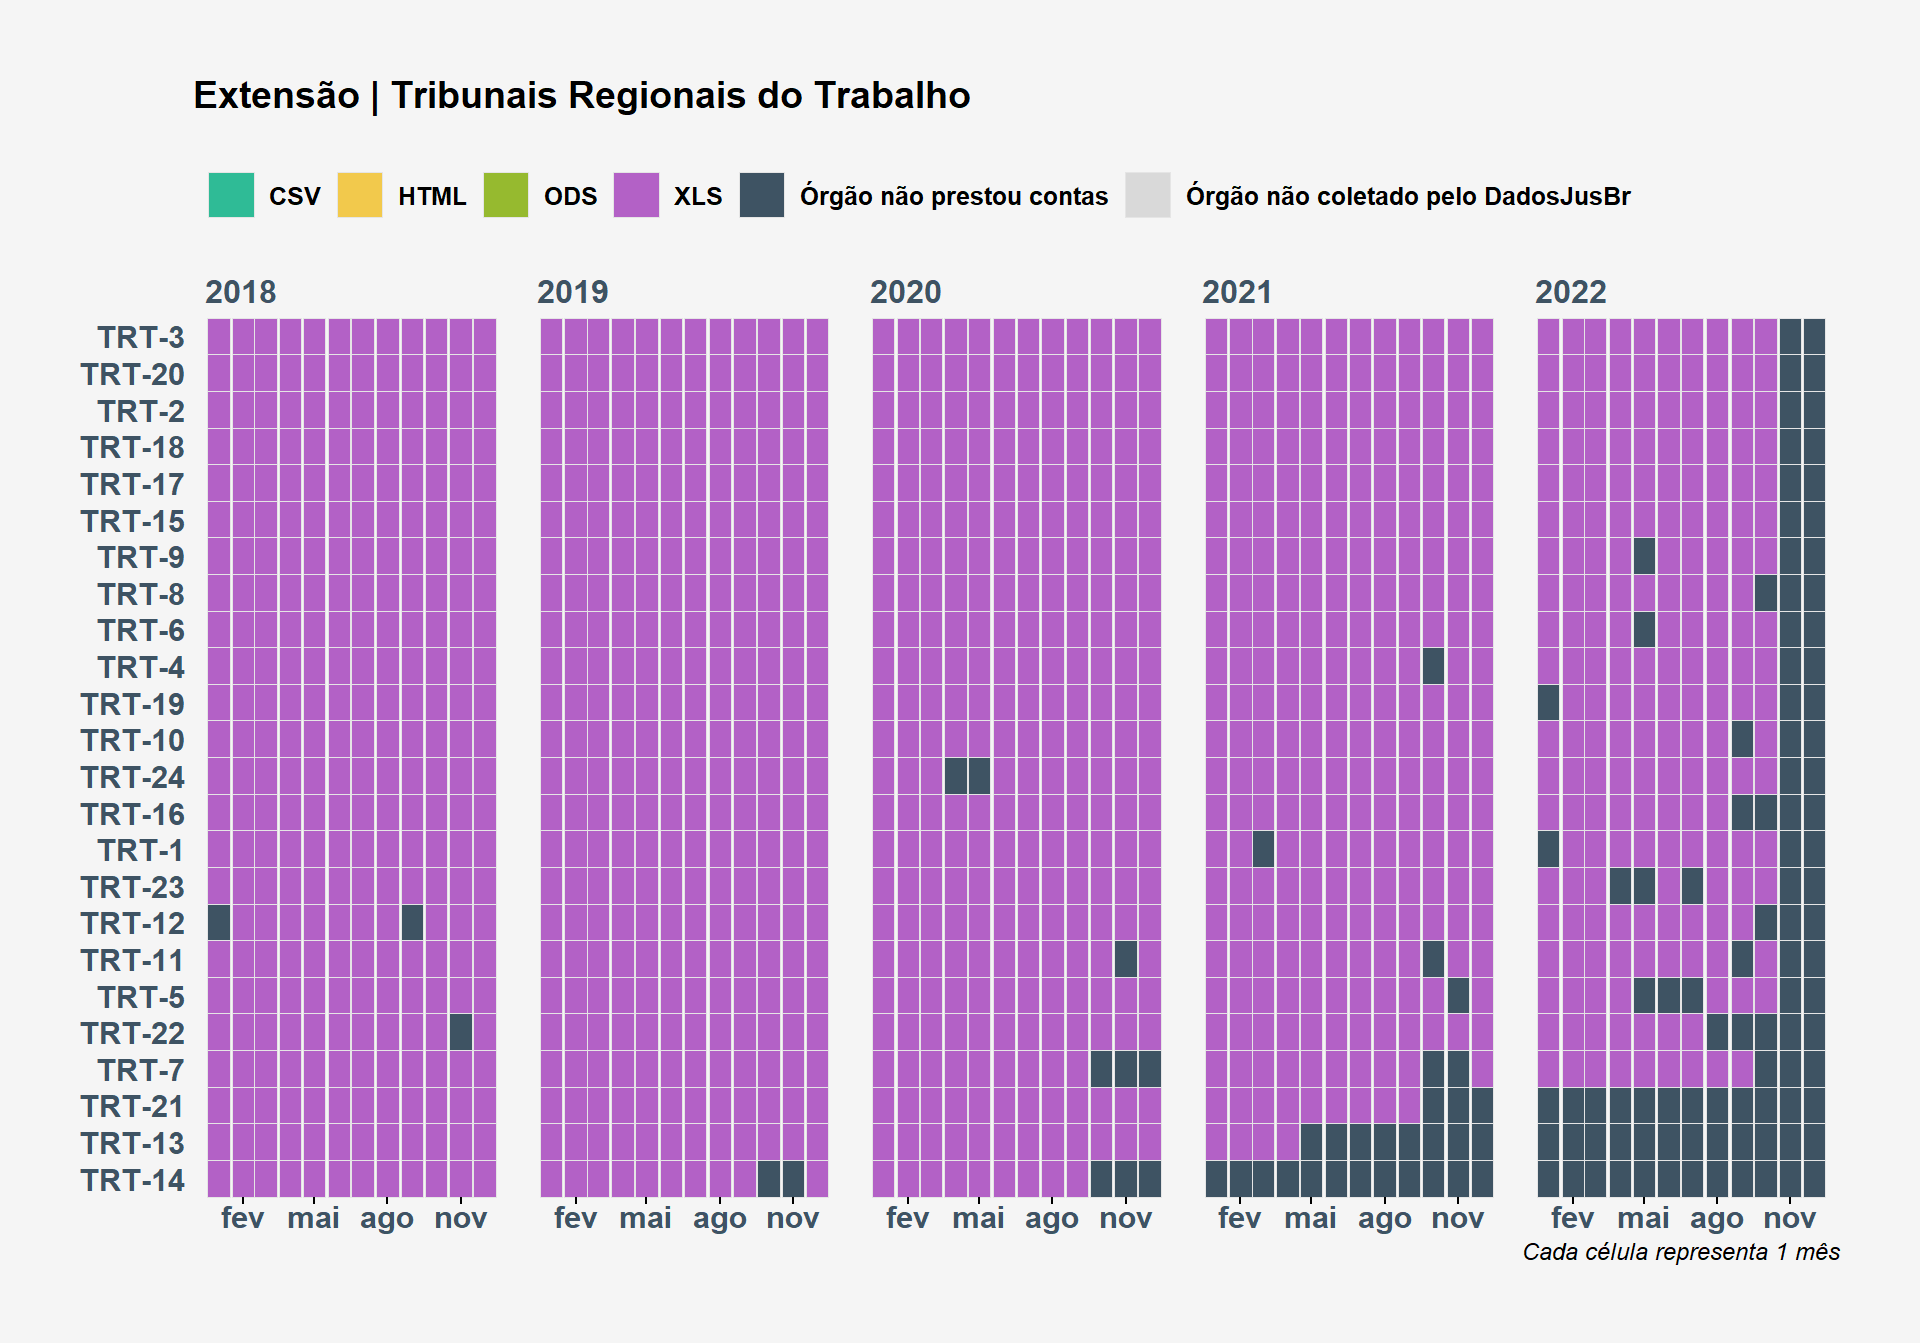 Extensão | Tribunais Regionais do Trabalho
CSV HTML ODS XLS Órgão não prestou contas Órgão não coletado pelo DadosJusBr
2018 2019 2020 2021 2022
TRT-3
TRT-20
TRT-2
TRT-18
TRT-17
TRT-15
TRT-9
TRT-8
TRT-6
TRT-4
TRT-19
TRT-10
TRT-24
TRT-16
TRT-1
TRT-23
TRT-12
TRT-11
TRT-5
TRT-22
TRT-7
TRT-21
TRT-13
TRT-14
fev mai ago nov fev mai ago nov fev mai ago nov fev mai ago nov fev mai ago nov
Cada célula representa 1 mês